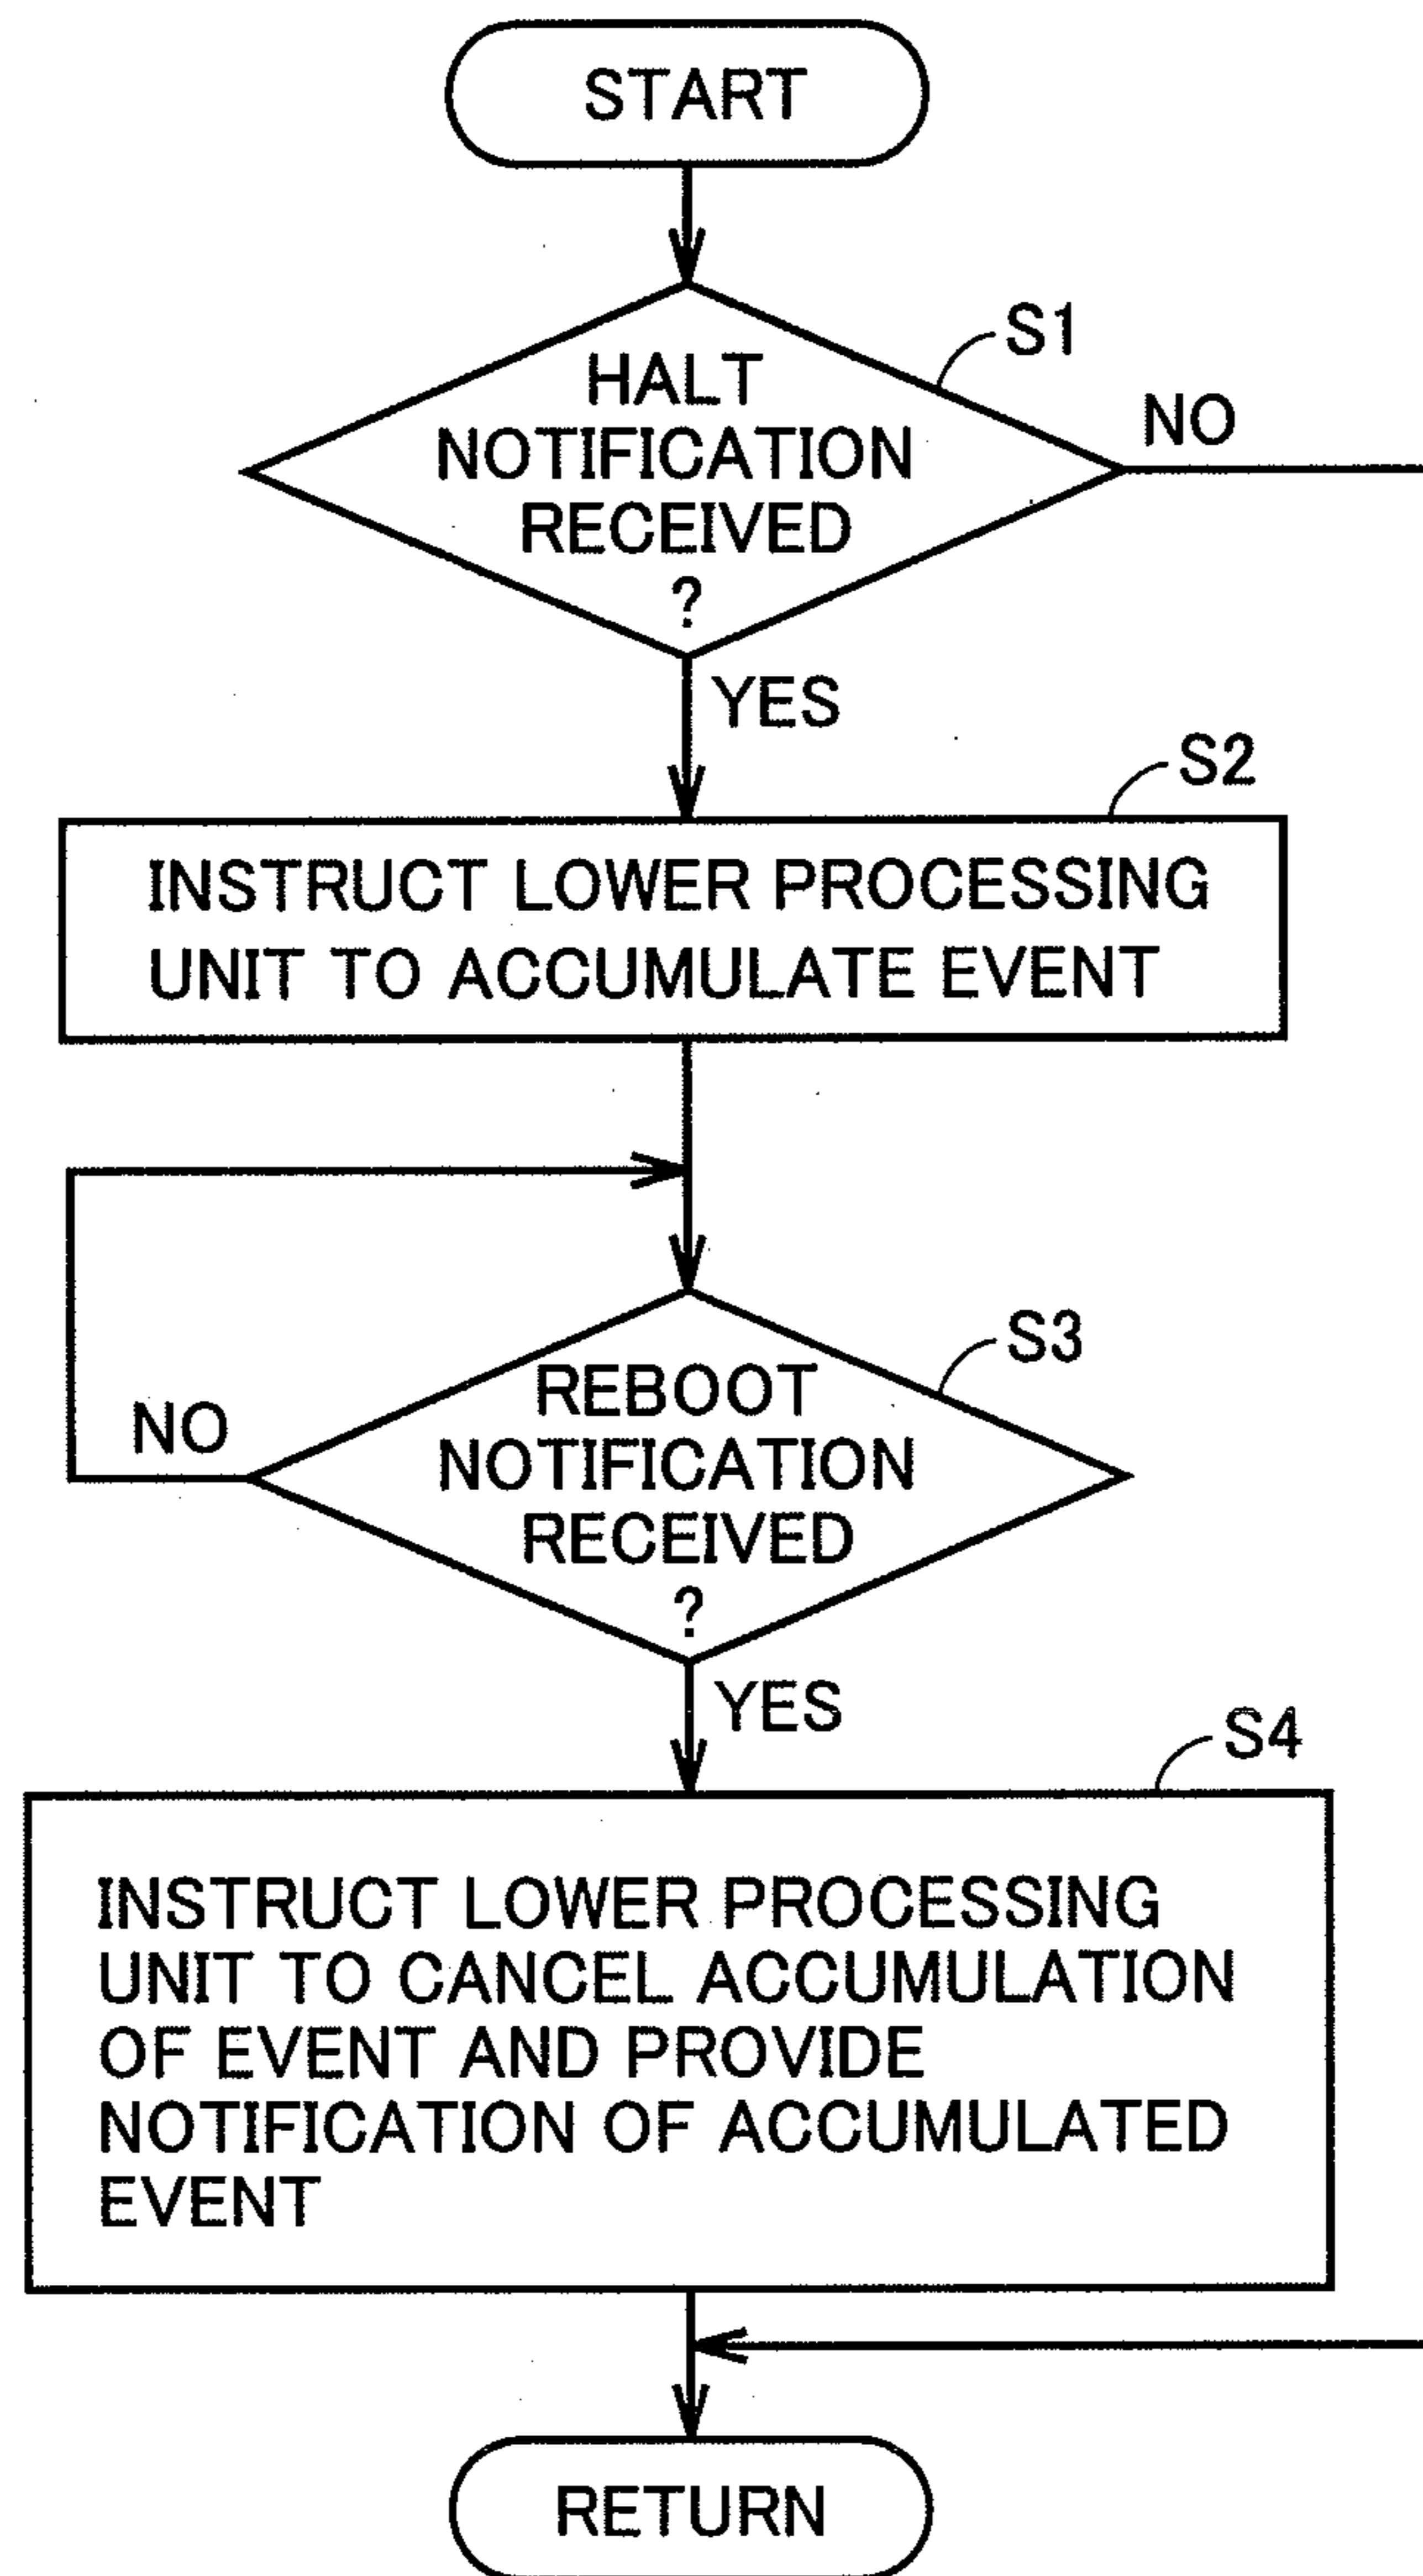 START
S1
HALT
NOTIFICATION
RECEIVED
?
NO
YES
S2
INSTRUCT LOWER PROCESSING
UNIT TO ACCUMULATE EVENT
S3
REBOOT
NOTIFICATION
RECEIVED
?
NO
YES
S4
INSTRUCT LOWER PROCESSING
UNIT TO CANCEL ACCUMULATION
OF EVENT AND PROVIDE
NOTIFICATION OF ACCUMULATED
EVENT
RETURN